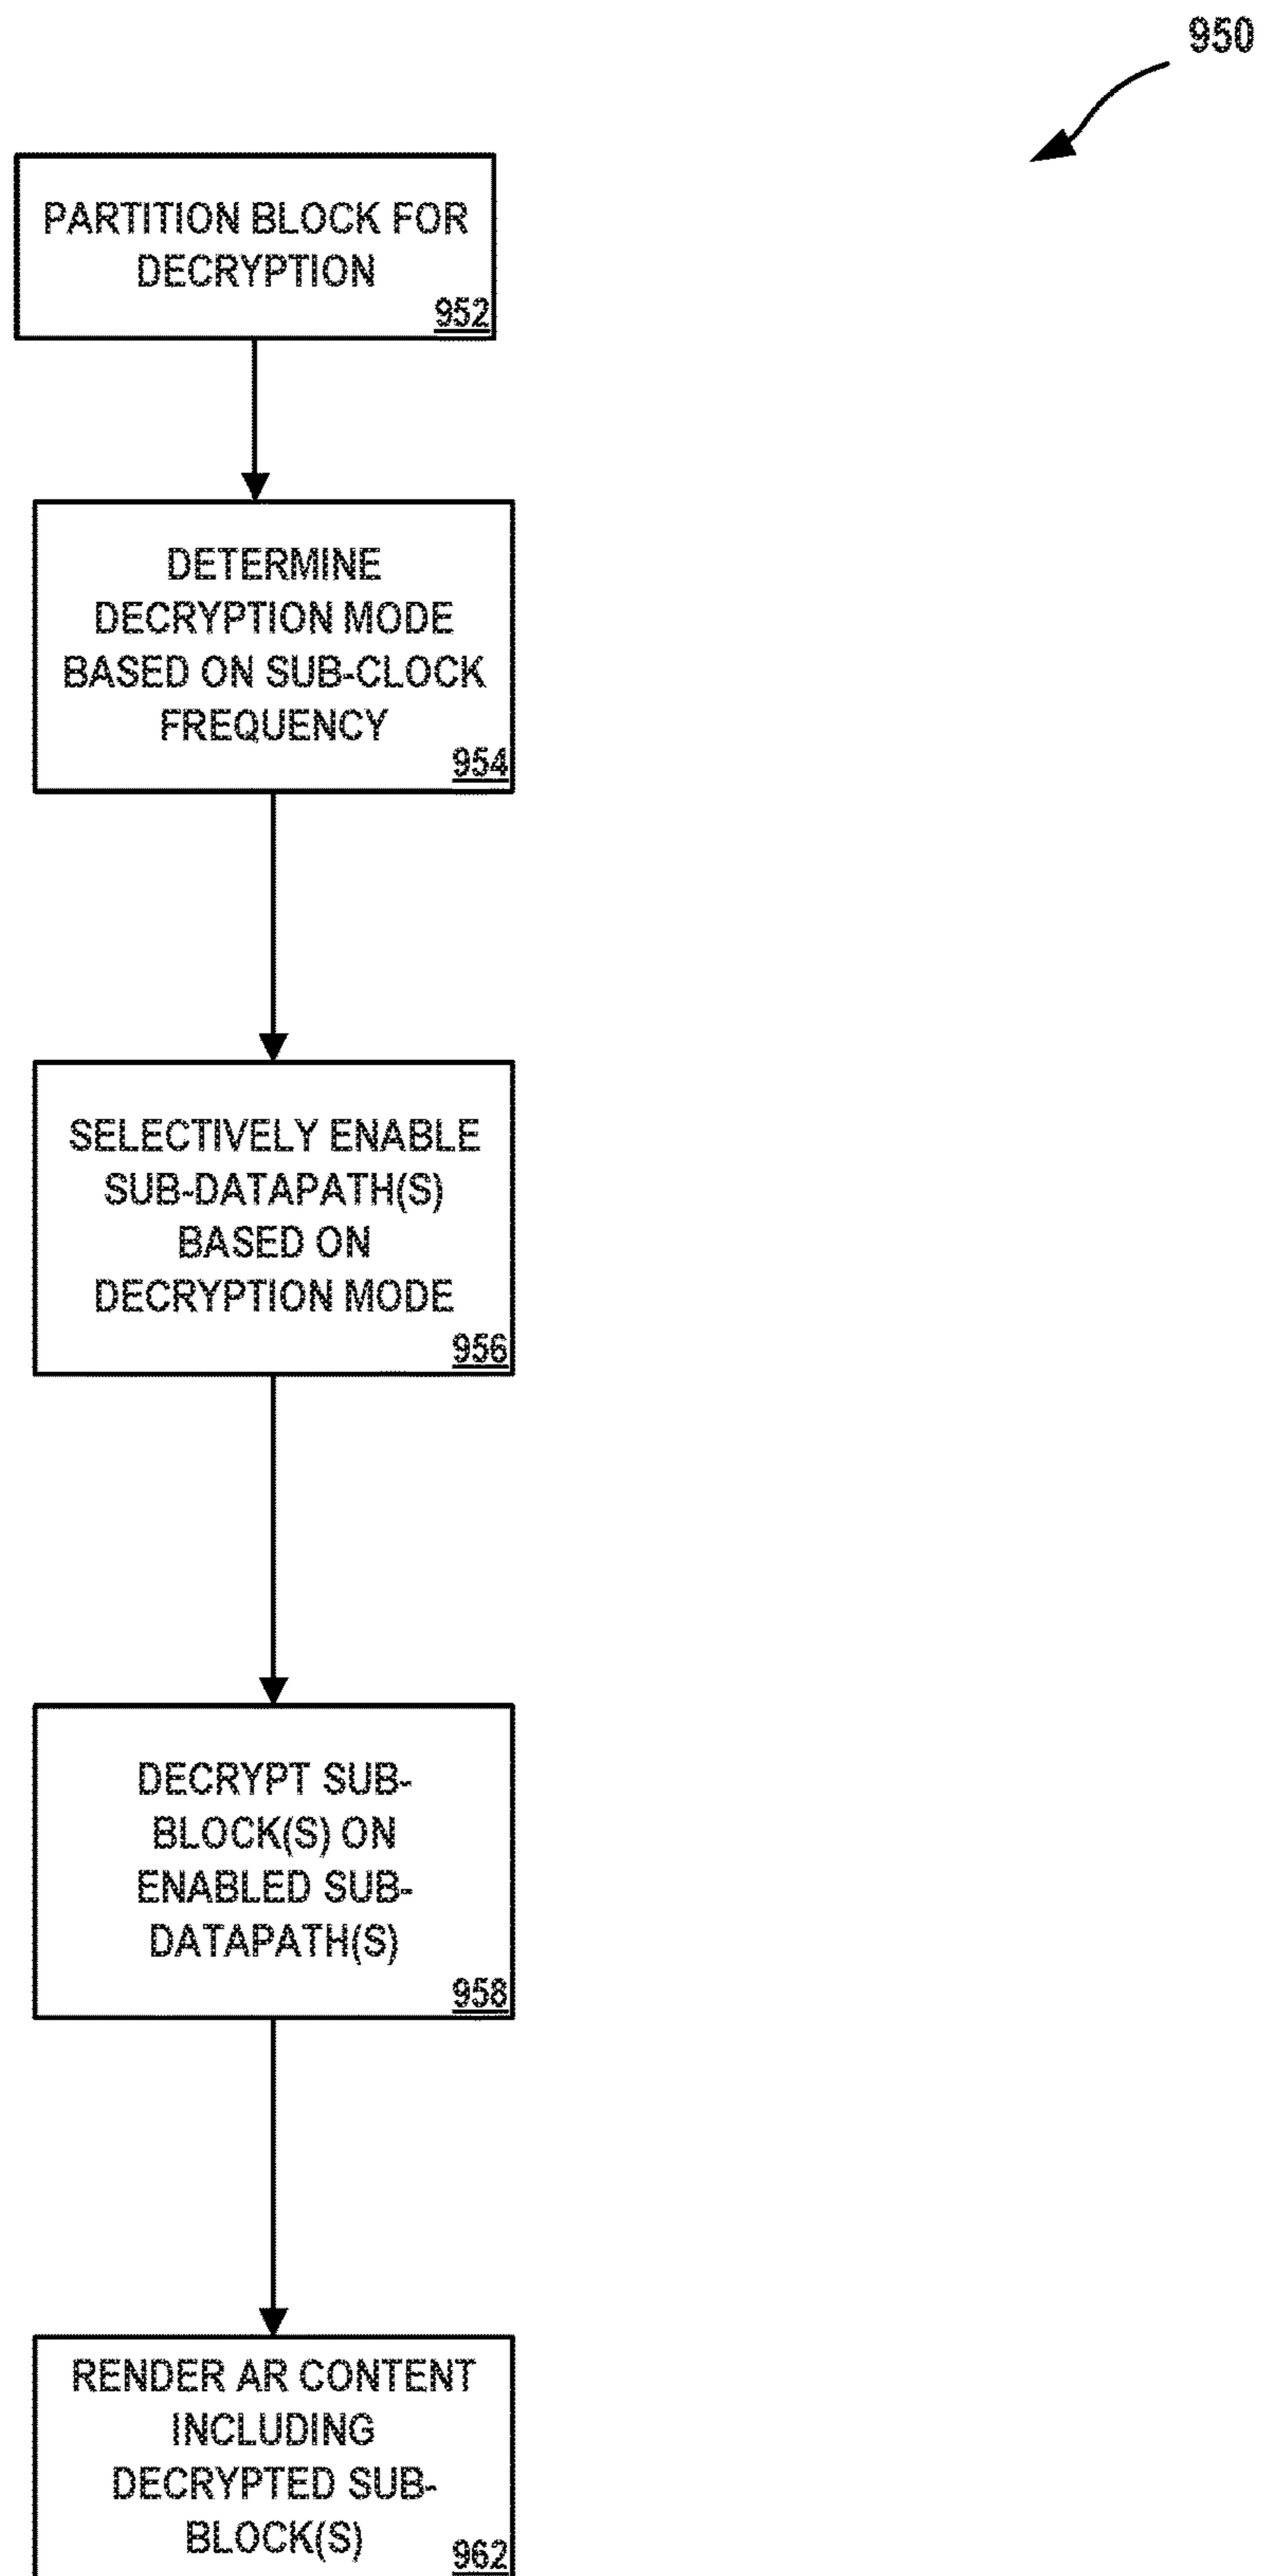 950
PARTITION BLOCK FOR
DECRYPTION
952
DETERMINE
DECRYPTION MODE
BASED ON SUB-CLOCK
FREQUENCY
954
SELECTIVELY ENABLE
SUB-DATAPATH(S)
BASED ON
DECRYPTION MODE
956
DECRYPT SUB-
BLOCK(S) ON
ENABLED SUB-
DATAPATH(S)
958
RENDER AR CONTENT
INCLUDING
DECRYPTED SUB-
BLOCK(S)
962